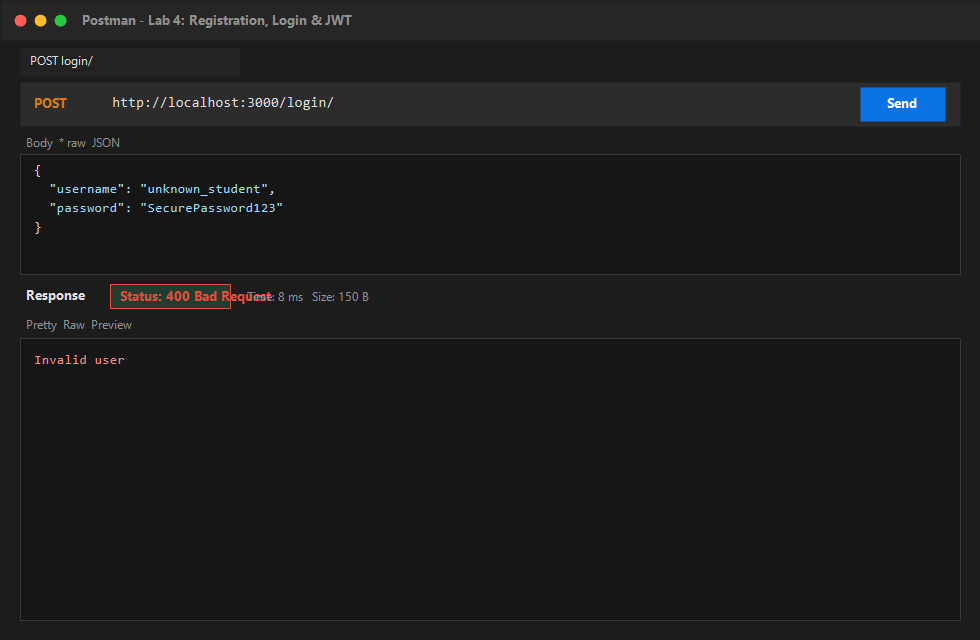 Postman - Lab 4: Registration, Login & JWT
POST login/
POST http://localhost:3000/login/ Send
Body * raw JSON
{
"username": "unknown_student",
"password": "SecurePassword123"
}
Response Status: 400 Bad Request Time: 8 ms Size: 150 B
Pretty Raw Preview
Invalid user